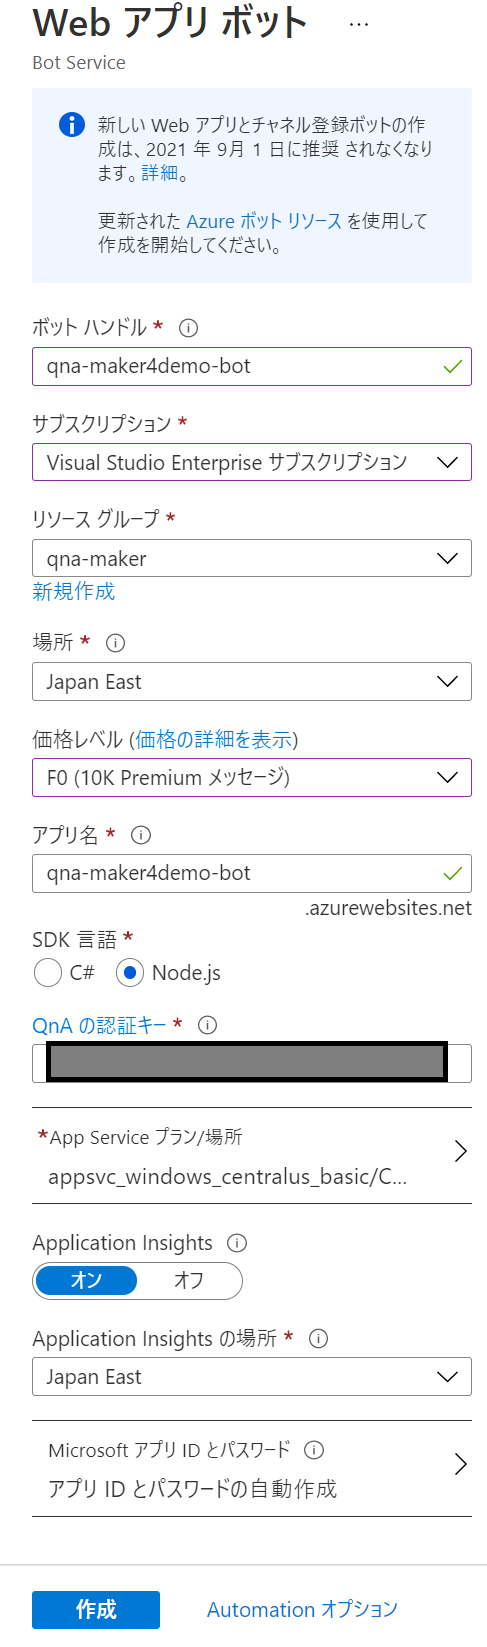 Web アプリ ボット ...
Bot Service
新しい Web アプリとチャネル登録ボットの作
成は、2021 年 9月 1 日に推奨 されなくなり
ます。詳細。
更新された Azure ボット リソース を使用して
作成を開始してください。
ボット ハンドル *
qna-maker4demo-bot
サブスクリプション *
Visual Studio Enterprise サブスクリプション
リソース グループ *
qna-maker
新規作成
場所 *
Japan East
価格レベル (価格の詳細を表示)
F0 (10K Premium メッセージ)
アプリ名 *
qna-maker4demo-bot
.azurewebsites.net
SDK 言語 *
C# Node.js
QnA の認証キー *
*App Service プラン/場所
appsvc_windows_centralus_basic/C...
Application Insights
オン オフ
Application Insights の場所 *
Japan East
Microsoft アプリ ID とパスワード
アプリ ID とパスワードの自動作成
作成 Automation オプション